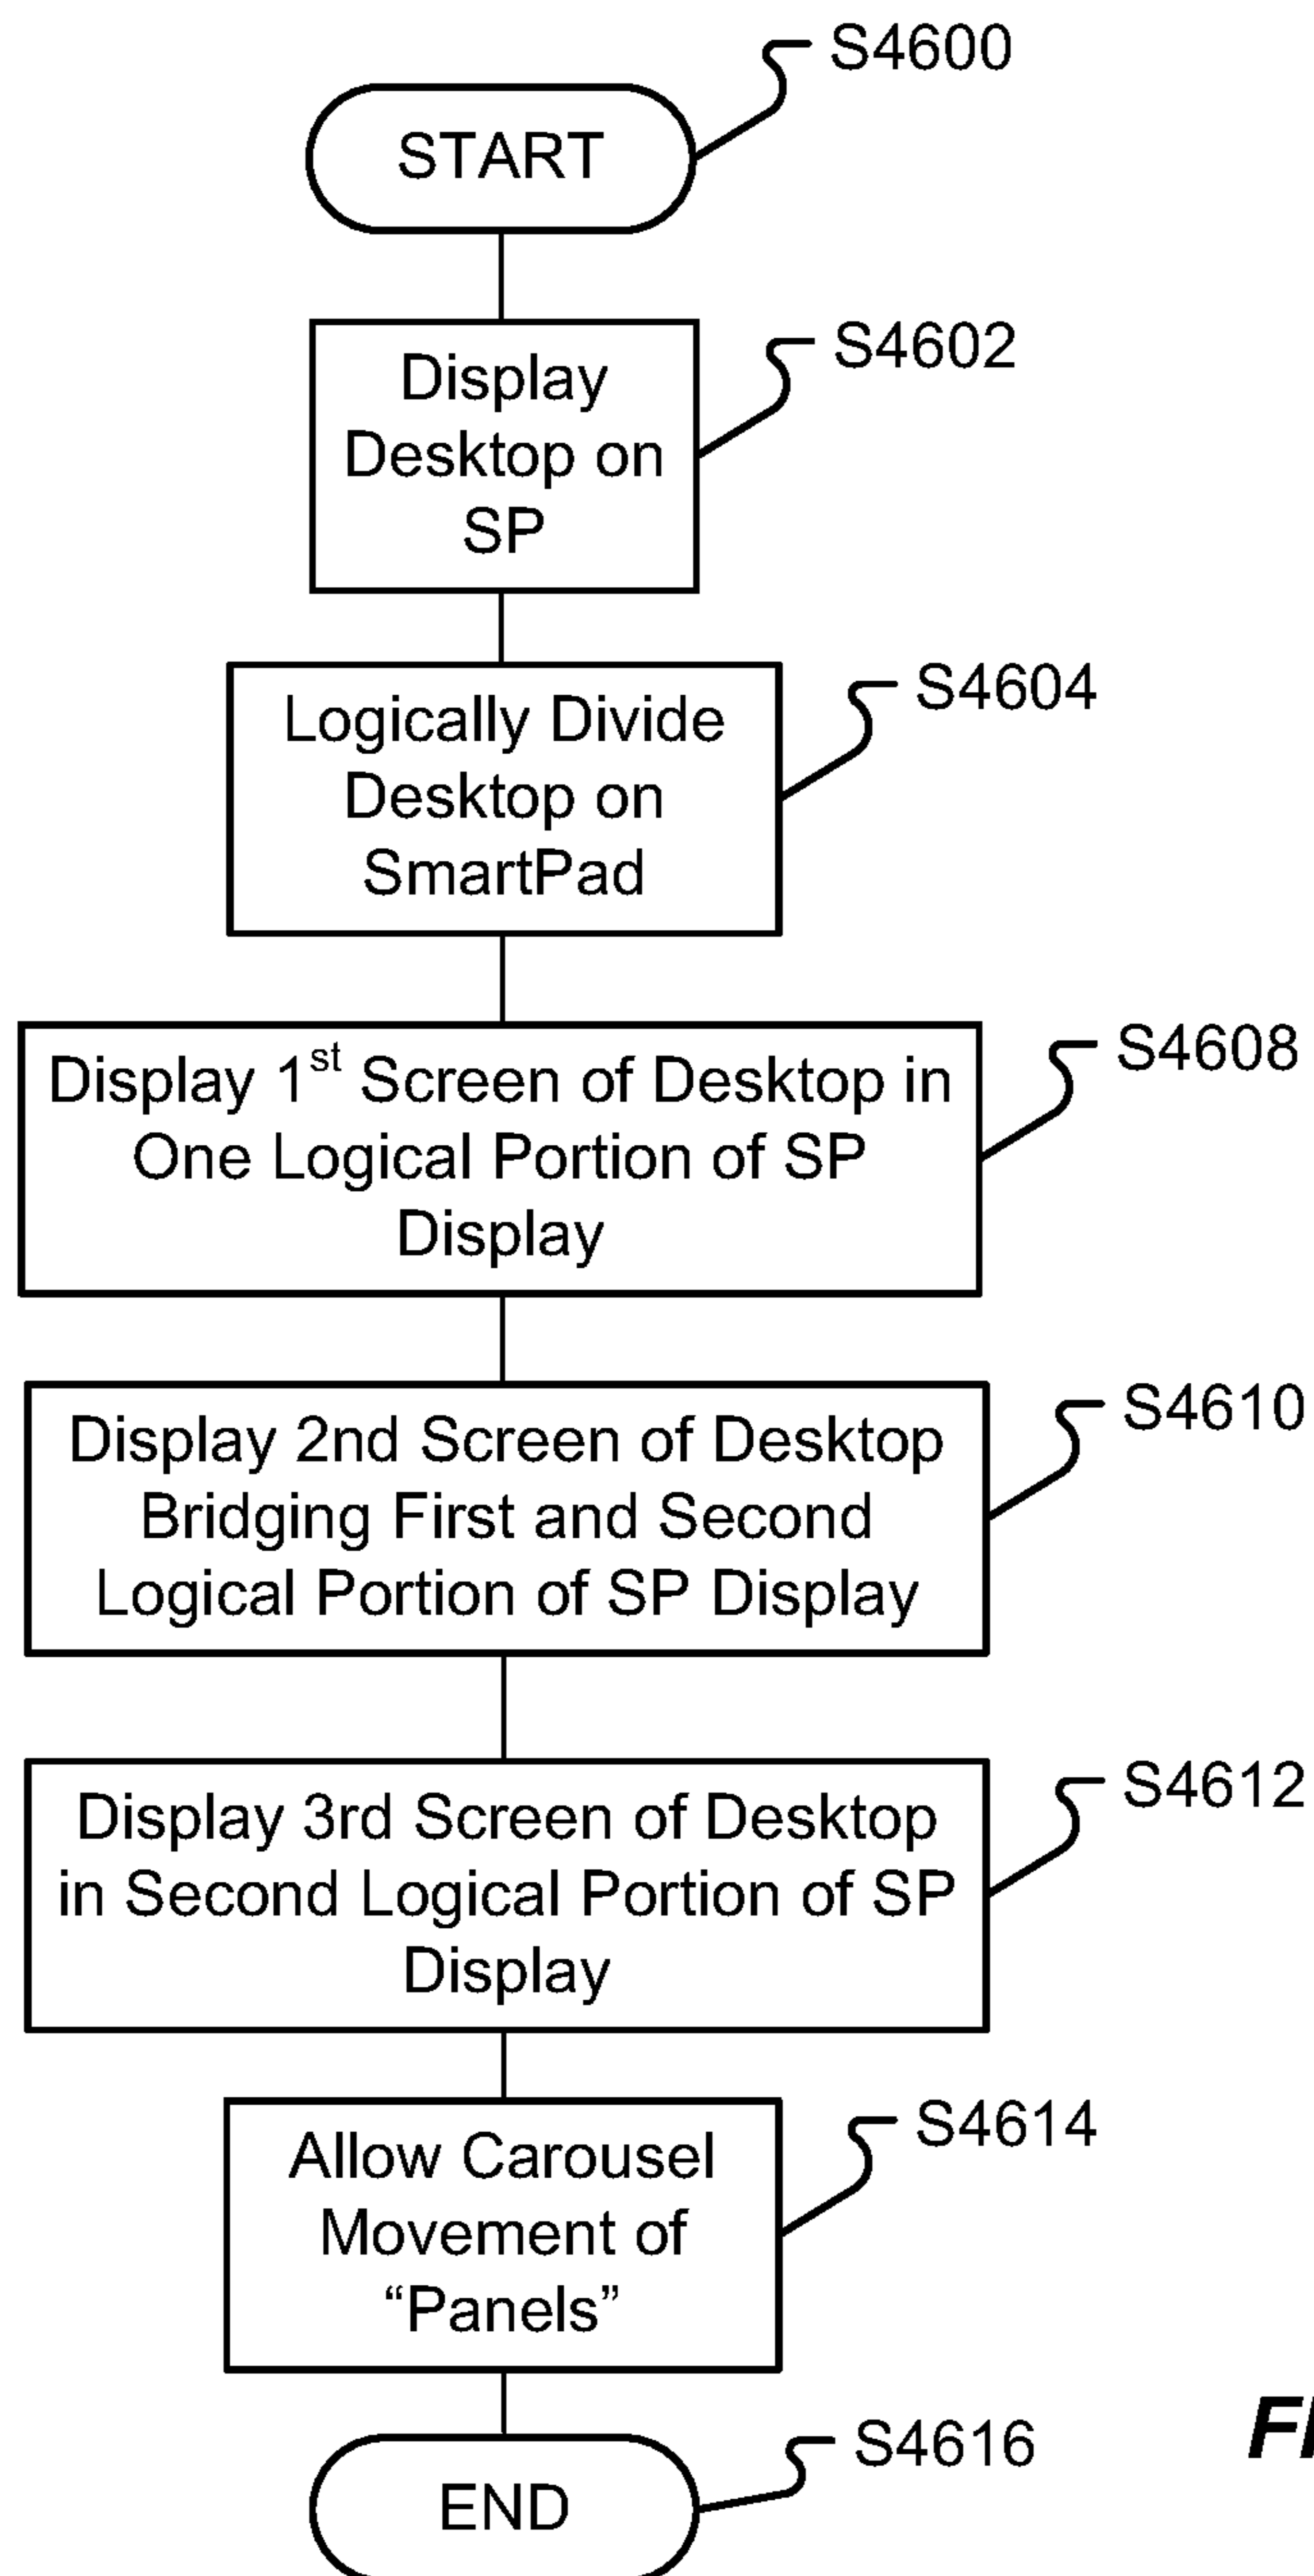 S4600
START
S4602
Display
Desktop on
SP
S4604
Logically Divide
Desktop on
SmartPad
S4608
Display 1st Screen of Desktop in
One Logical Portion of SP
Display
S4610
Display 2nd Screen of Desktop
Bridging First and Second
Logical Portion of SP Display
S4612
Display 3rd Screen of Desktop
in Second Logical Portion of SP
Display
S4614
Allow Carousel
Movement of
“Panels”
S4616
END